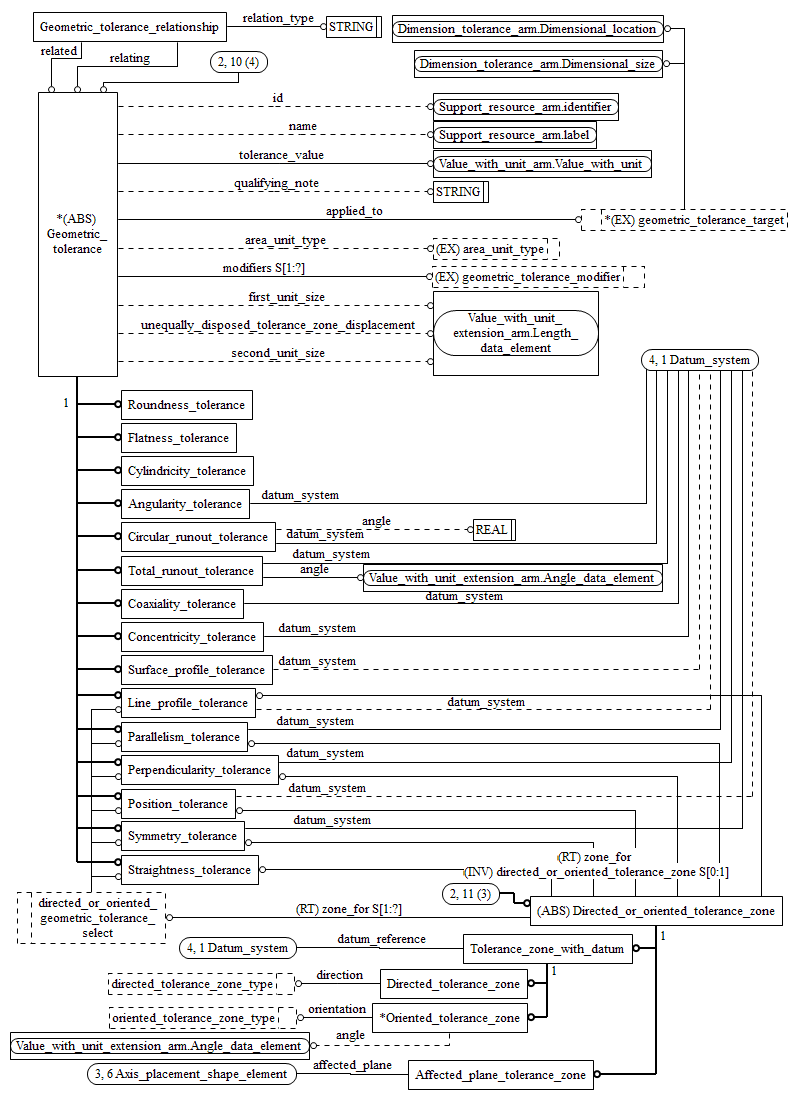 Geometric_tolerance_relationship
relation_type
STRING
Dimension_tolerance_arm.Dimensional_location
related
relating
2, 10 (4)
Dimension_tolerance_arm.Dimensional_size
id
Support_resource_arm.identifier
name
Support_resource_arm.label
tolerance_value
Value_with_unit_arm.Value_with_unit
qualifying_note
STRING
*(ABS)
Geometric_
tolerance
applied_to
*(EX) geometric_tolerance_target
area_unit_type
(EX) area_unit_type
modifiers S[1:?]
(EX) geometric_tolerance_modifier
first_unit_size
unequally_disposed_tolerance_zone_displacement
second_unit_size
Value_with_unit_
extension_arm.Length_
data_element
4, 1 Datum_system
1
Roundness_tolerance
Flatness_tolerance
Cylindricity_tolerance
Angularity_tolerance
datum_system
Circular_runout_tolerance
angle
REAL
datum_system
Total_runout_tolerance
datum_system
angle
Value_with_unit_extension_arm.Angle_data_element
Coaxiality_tolerance
datum_system
Concentricity_tolerance
datum_system
Surface_profile_tolerance
datum_system
Line_profile_tolerance
datum_system
Parallelism_tolerance
datum_system
Perpendicularity_tolerance
datum_system
Position_tolerance
datum_system
Symmetry_tolerance
datum_system
Straightness_tolerance
(RT) zone_for
(INV) directed_or_oriented_tolerance_zone S[0:1]
2, 11 (3)
directed_or_oriented_
geometric_tolerance_
select
(RT) zone_for S[1:?]
(ABS) Directed_or_oriented_tolerance_zone
1
4, 1 Datum_system
datum_reference
Tolerance_zone_with_datum
1
directed_tolerance_zone_type
direction
Directed_tolerance_zone
oriented_tolerance_zone_type
orientation
*Oriented_tolerance_zone
Value_with_unit_extension_arm.Angle_data_element
angle
3, 6 Axis_placement_shape_element
affected_plane
Affected_plane_tolerance_zone